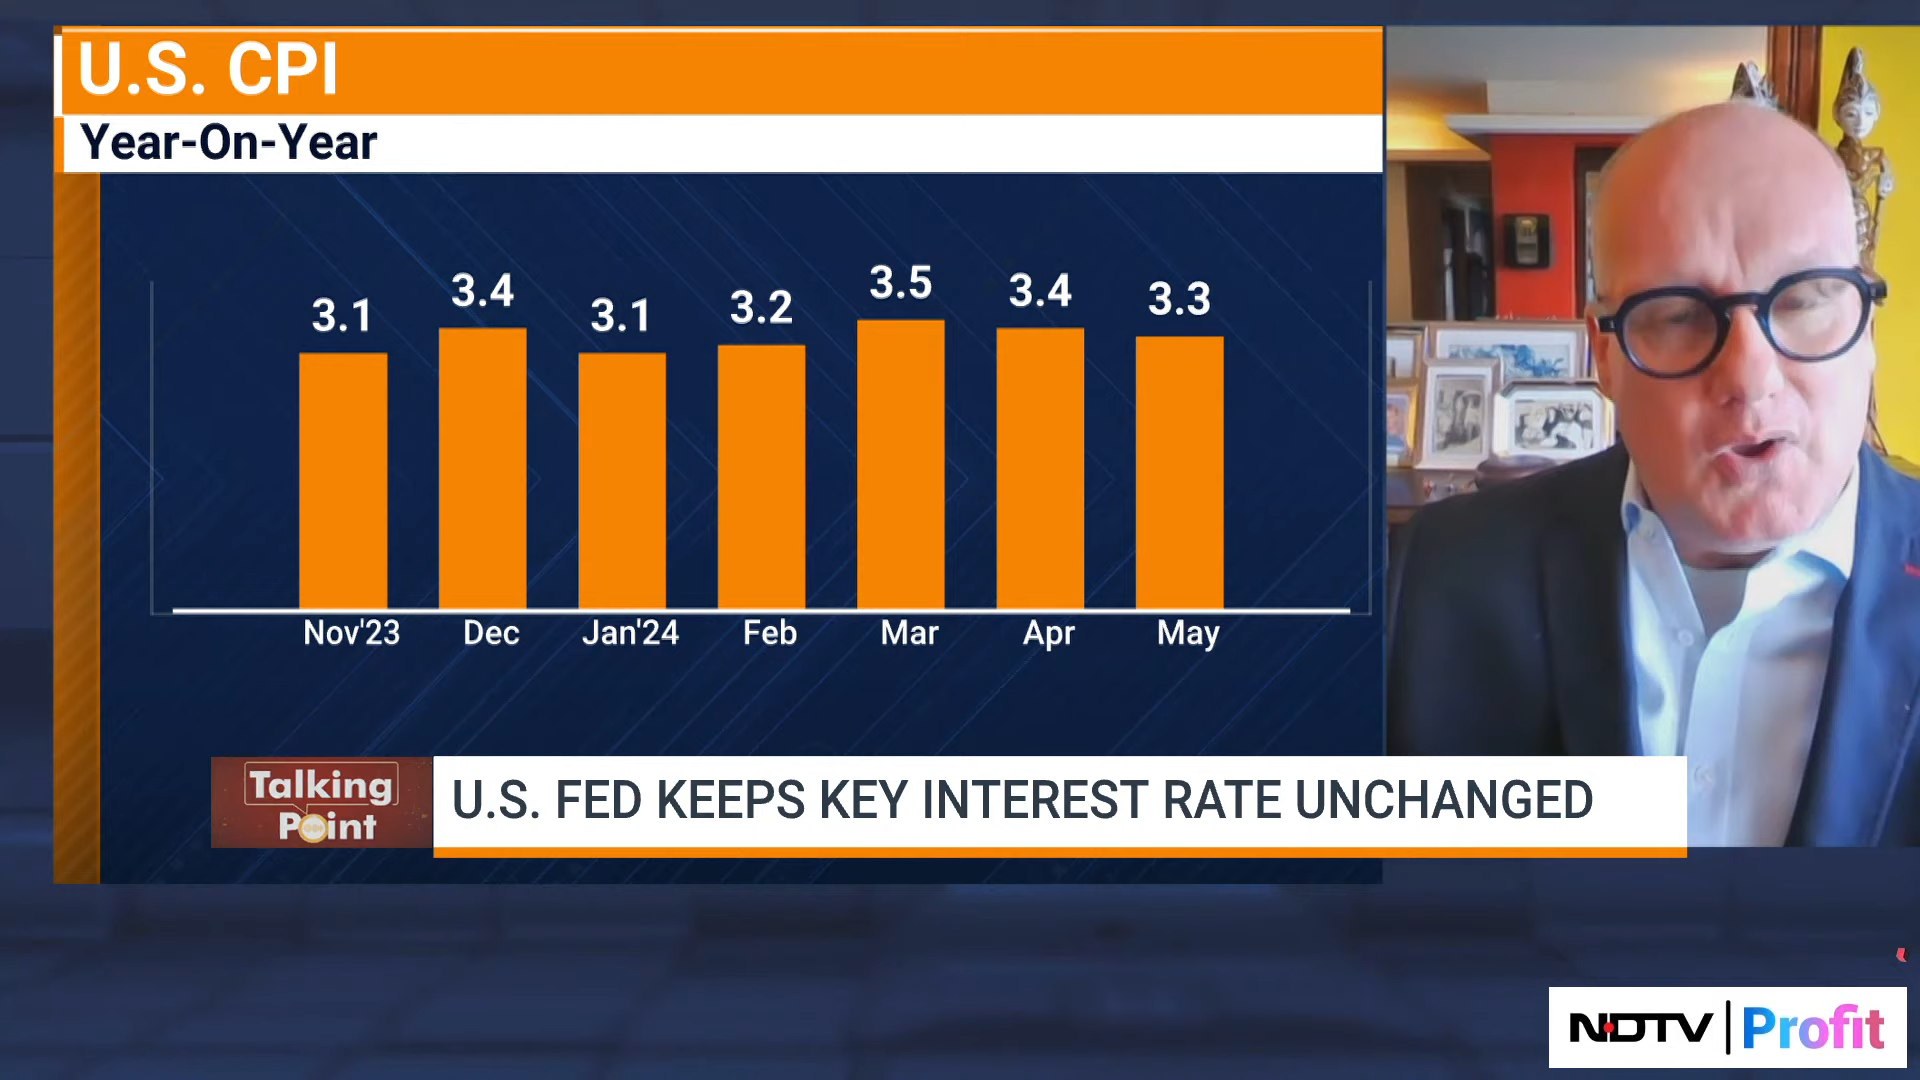 U.S. CPI
Year-On-Year
3.1
3.4
3.1
3.2
3.5
3.4
3.3
Nov'23
Dec
Jan'24
Feb
Mar
Apr
May
Talking
Point
U.S. FED KEEPS KEY INTEREST RATE UNCHANGED
NDTV Profit